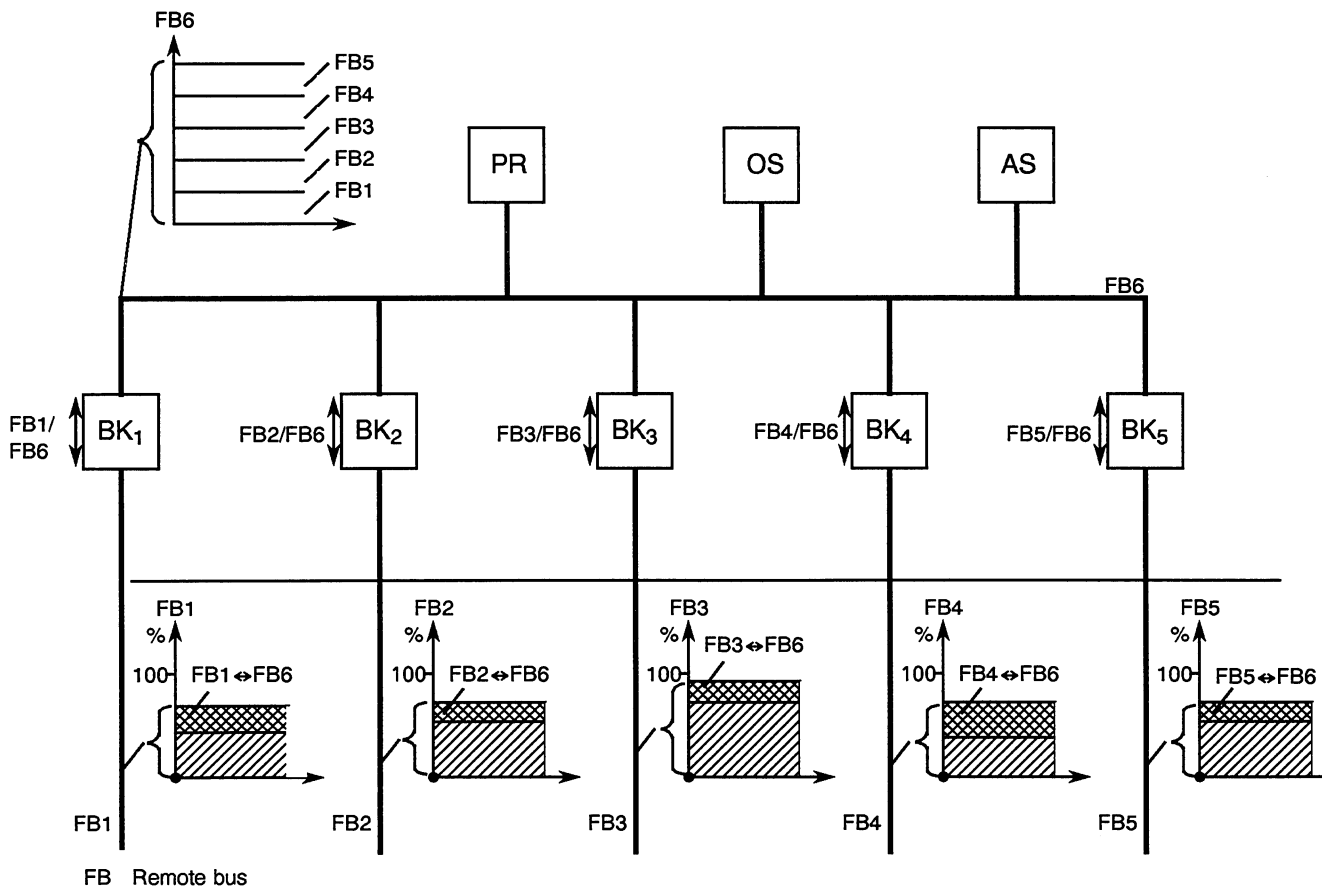 FB6
FB5
FB4
FB3
FB2
FB1
PR
OS
AS
FB6
FB1/
FB6
BK1
FB2/FB6
BK2
FB3/FB6
BK3
FB4/FB6
BK4
FB5/FB6
BK5
FB1
%
100
FB1⇔FB6
FB2
%
100
FB2⇔FB6
FB3
%
100
FB3⇔FB6
FB4
%
100
FB4⇔FB6
FB5
%
100
FB5⇔FB6
FB1
FB2
FB3
FB4
FB5
FB Remote bus